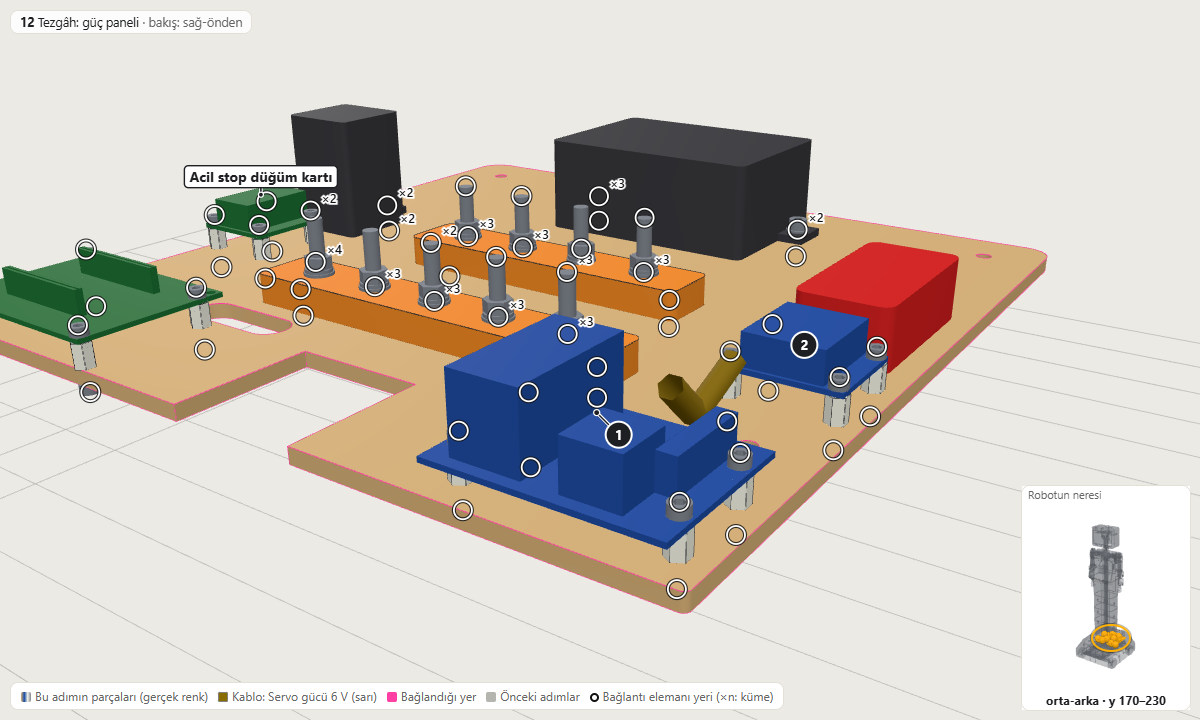 12 Tezgâh: güç paneli · bakış: sağ-önden
Acil stop düğüm kartı
×2
×2
×2
×4
×3
×2
×3
×3
×3
×3
×3
×3
×3
×3
×2
1
2
Robotun neresi
orta-arka · y 170–230
Bu adımın parçaları (gerçek renk)
Kablo: Servo gücü 6 V (sarı)
Bağlandığı yer
Önceki adımlar
Bağlantı elemanı yeri (×n: küme)